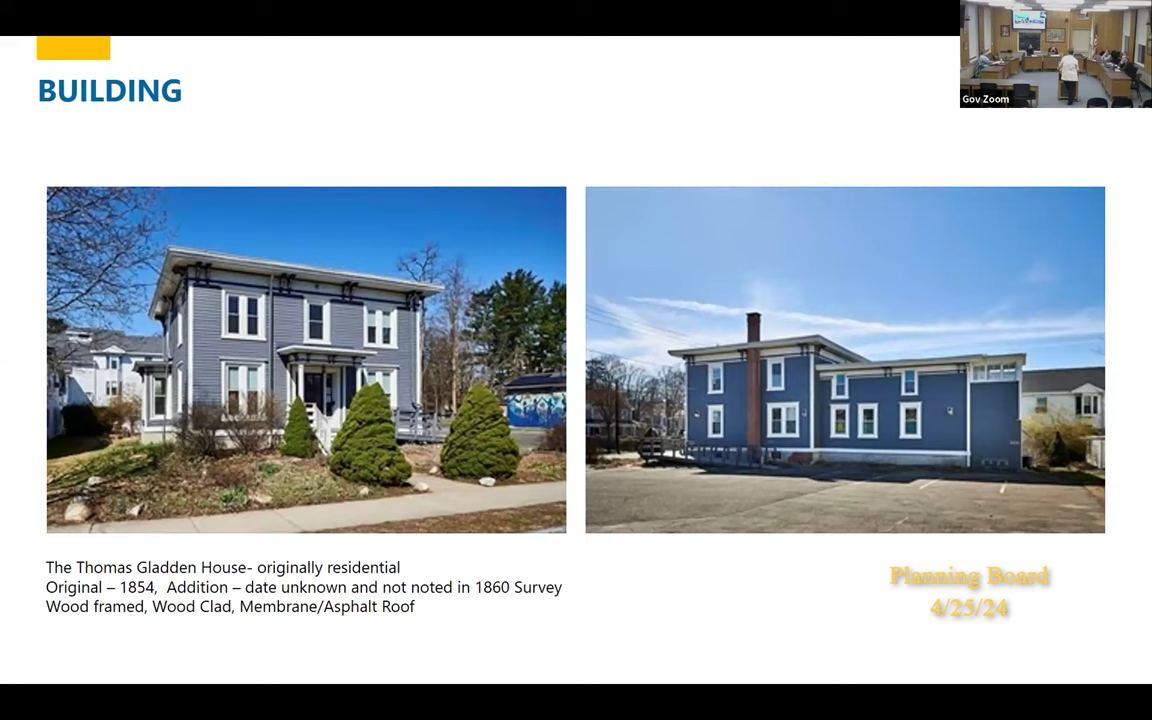 BUILDING
Gov Zoom
The Thomas Gladden House- originally residential
Original – 1854, Addition – date unknown and not noted in 1860 Survey
Wood framed, Wood Clad, Membrane/Asphalt Roof
Planning Board
4/25/24